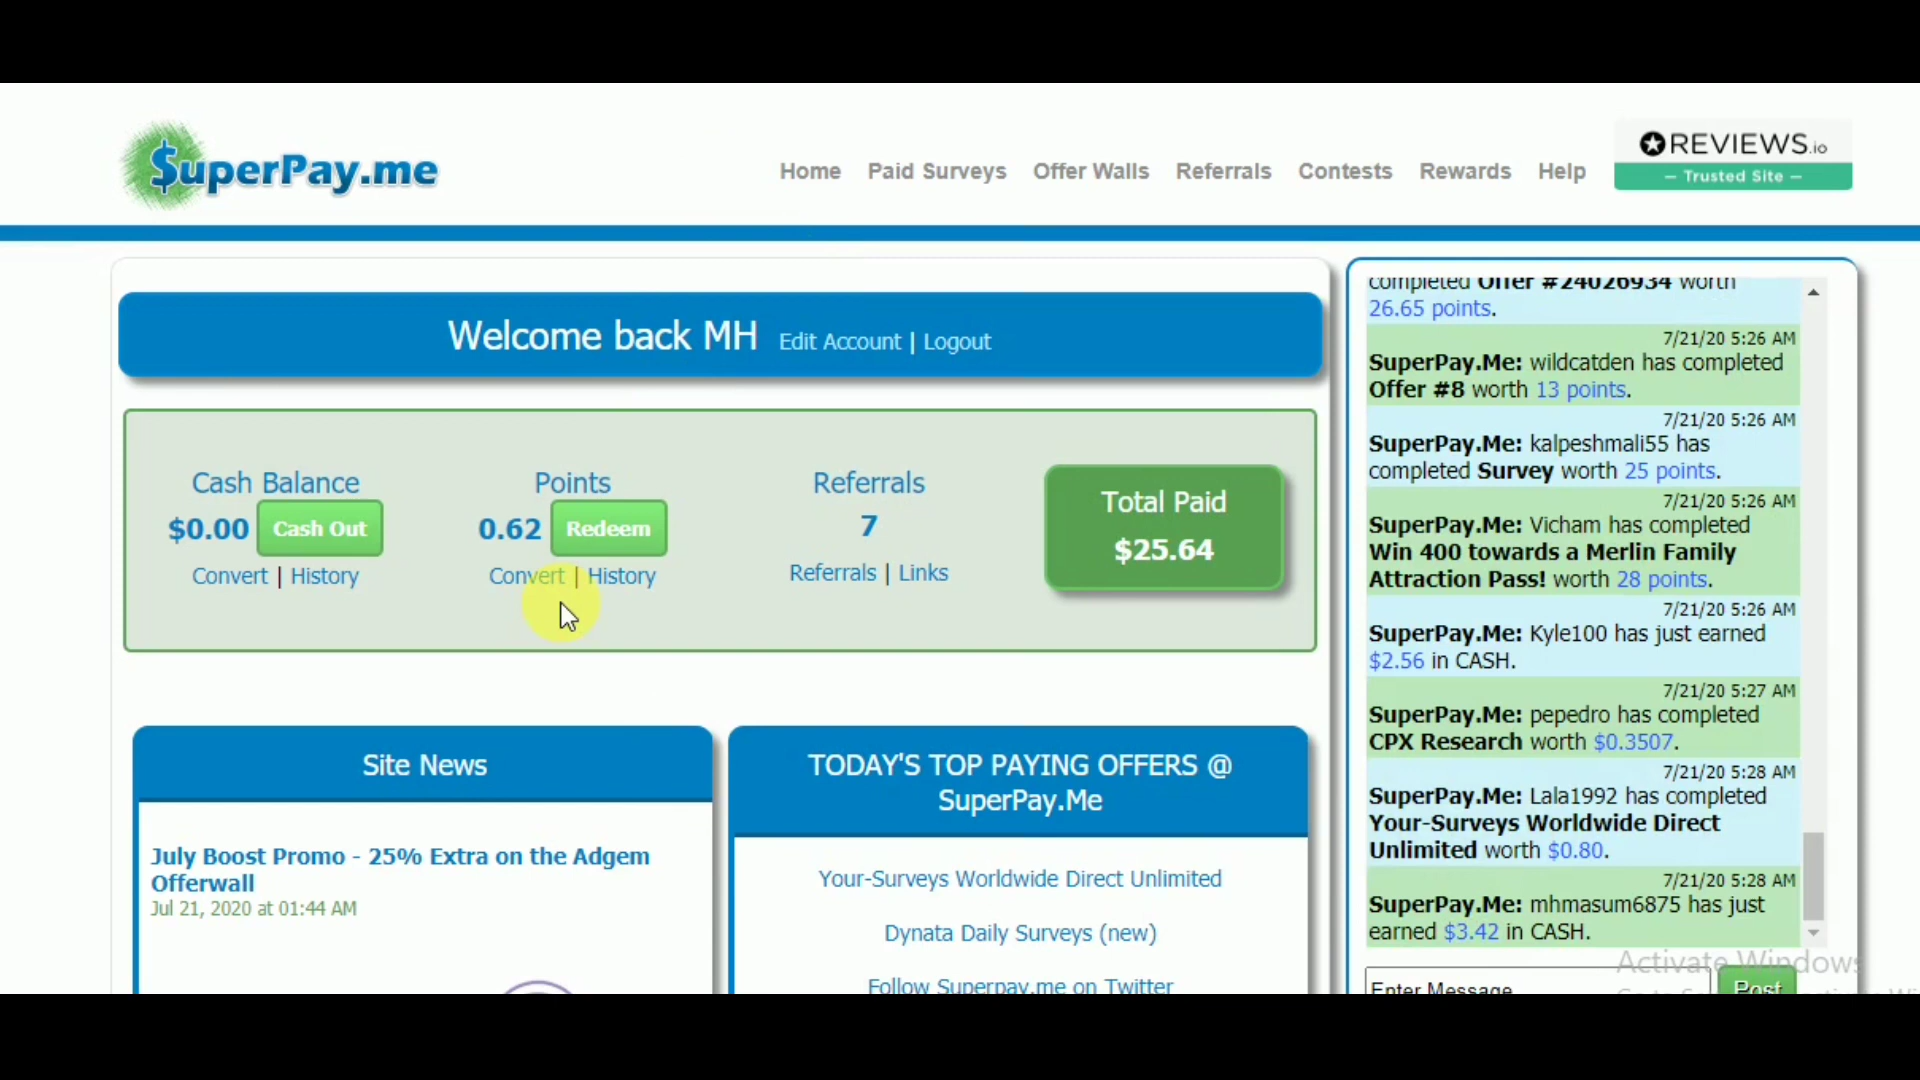 $uperPay.me
Home Paid Surveys Offer Walls Referrals Contests Rewards Help
REVIEWS.io
– Trusted Site –
Welcome back MH Edit Account | Logout
Cash Balance
$0.00 Cash Out
Convert | History
Points
0.62 Redeem
Convert | History
Referrals
7
Referrals | Links
Total Paid
$25.64
Site News
July Boost Promo - 25% Extra on the Adgem
Offerwall
Jul 21, 2020 at 01:44 AM
TODAY'S TOP PAYING OFFERS @
SuperPay.Me
Your-Surveys Worldwide Direct Unlimited
Dynata Daily Surveys (new)
Follow Superpay.me on Twitter
completed Offer #24026934 worth
26.65 points.
7/21/20 5:26 AM
SuperPay.Me: wildcatden has completed
Offer #8 worth 13 points.
7/21/20 5:26 AM
SuperPay.Me: kalpeshmali55 has
completed Survey worth 25 points.
7/21/20 5:26 AM
SuperPay.Me: Vicham has completed
Win 400 towards a Merlin Family
Attraction Pass! worth 28 points.
7/21/20 5:26 AM
SuperPay.Me: Kyle100 has just earned
$2.56 in CASH.
7/21/20 5:27 AM
SuperPay.Me: pepedro has completed
CPX Research worth $0.3507.
7/21/20 5:28 AM
SuperPay.Me: Lala1992 has completed
Your-Surveys Worldwide Direct
Unlimited worth $0.80.
7/21/20 5:28 AM
SuperPay.Me: mhmasum6875 has just
earned $3.42 in CASH.
Activate Windows
Enter Message Post